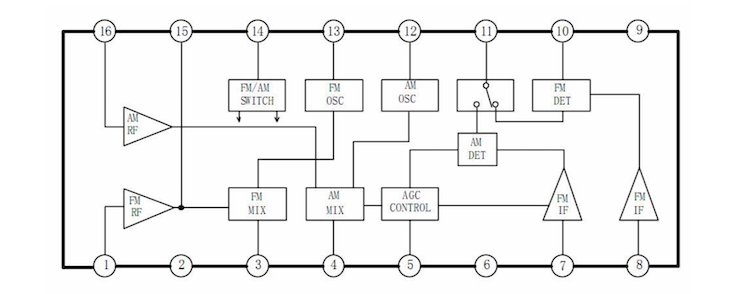 16 15 14 13 12 11 10 9
FM/AM
SWITCH
FM
OSC
AM
OSC
FM
DET
AM
RF
AM
DET
FM
RF
FM
MIX
AM
MIX
AGC
CONTROL
FM
IF
FM
IF
1 2 3 4 5 6 7 8